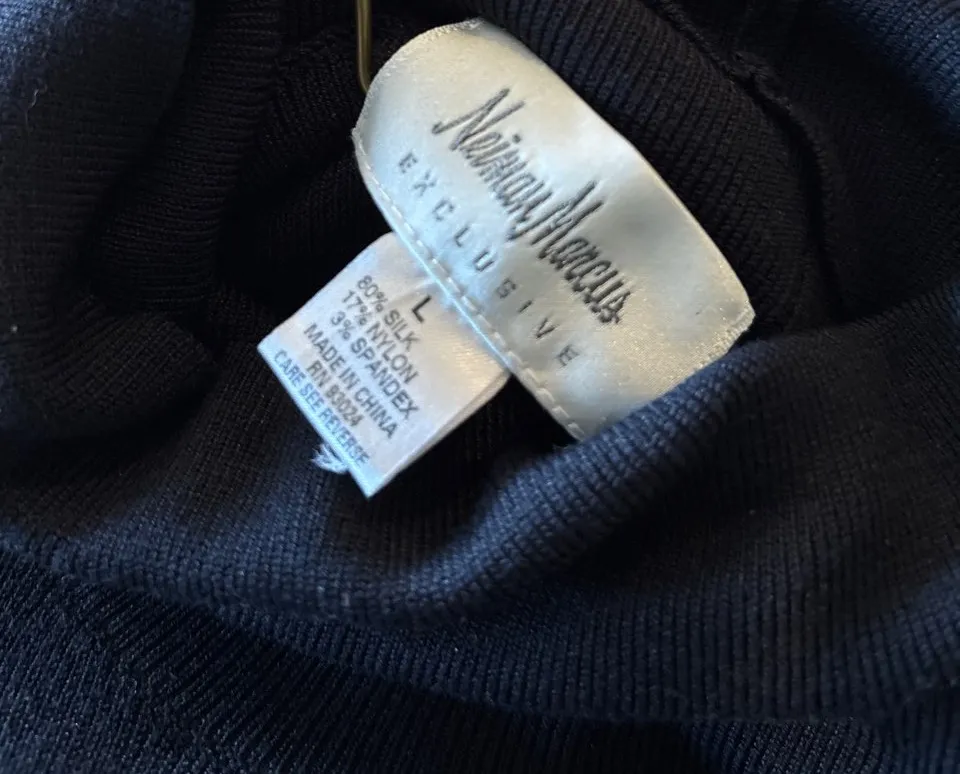 Neiman Marcus
EXCLUSIVE
L
80% SILK
17% NYLON
3% SPANDEX
MADE IN CHINA
RN 83024
CARE SEE REVERSE